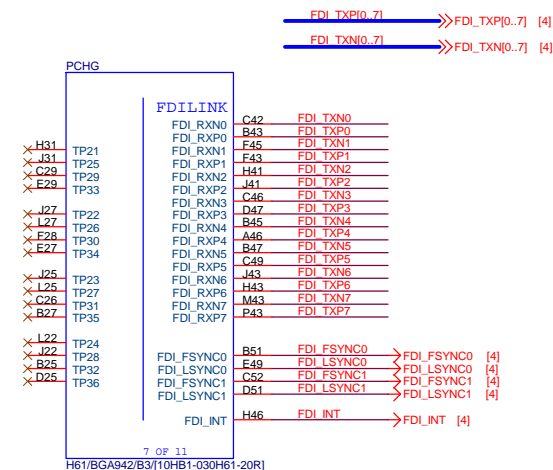 FDI_TXP[0..7] FDI_TXP[0..7] [4]
FDI_TXN[0..7] FDI_TXN[0..7] [4]
PCHG
FDILINK
FDI_RXN0 C42 FDI_TXN0
FDI_RXP0 B43 FDI_TXP0
H31 TP21 FDI_RXN1 F45 FDI_TXN1
J31 TP25 FDI_RXP1 F43 FDI_TXP1
C29 TP29 FDI_RXN2 H41 FDI_TXN2
E29 TP33 FDI_RXP2 J41 FDI_TXP2
FDI_RXN3 C46 FDI_TXN3
J27 TP22 FDI_RXP3 D47 FDI_TXP3
L27 TP26 FDI_RXN4 B45 FDI_TXN4
F28 TP30 FDI_RXP4 A46 FDI_TXP4
E27 TP34 FDI_RXN5 B47 FDI_TXN5
FDI_RXP5 C49 FDI_TXP5
J25 TP23 FDI_RXN6 J43 FDI_TXN6
L25 TP27 FDI_RXP6 H43 FDI_TXP6
C26 TP31 FDI_RXN7 M43 FDI_TXN7
B27 TP35 FDI_RXP7 P43 FDI_TXP7
L22 TP24
J22 TP28 FDI_FSYNC0 B51 FDI_FSYNC0 FDI_FSYNC0 [4]
B25 TP32 FDI_LSYNC0 E49 FDI_LSYNC0 FDI_LSYNC0 [4]
D25 TP36 FDI_FSYNC1 C52 FDI_FSYNC1 FDI_FSYNC1 [4]
FDI_LSYNC1 D51 FDI_LSYNC1 FDI_LSYNC1 [4]
FDI_INT H46 FDI_INT FDI_INT [4]
7 OF 11
H61/BGA942/B3/[10HB1-030H61-20R]